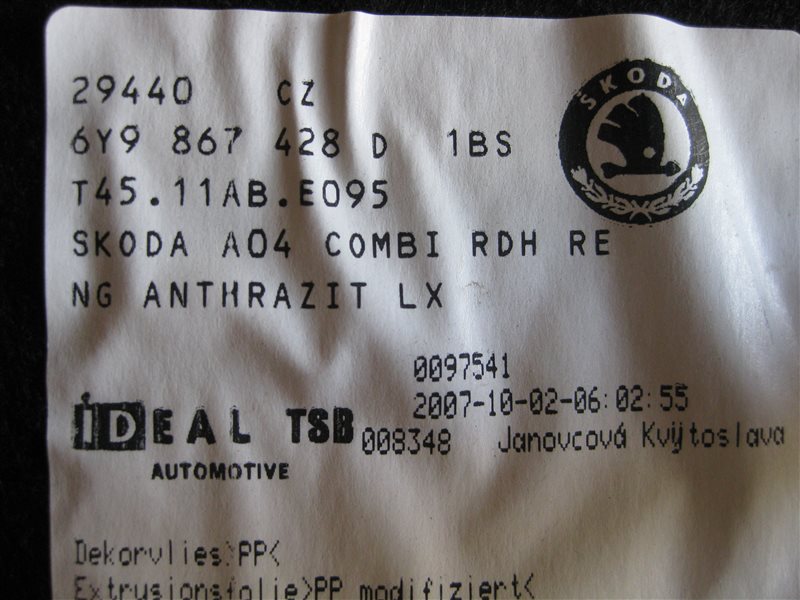 29440 CZ
6Y9 867 428 D 1BS
T45.11AB.E095
SKODA A04 COMBI RDH RE
NG ANTHRAZIT LX
SKODA
0097541
2007-10-02-06:02:55
IDEAL TSB 008348 Janovcová Kvýtoslava
AUTOMOTIVE
Dekorvlies>PP<
Extrusionsfolie>PP modifiziert<